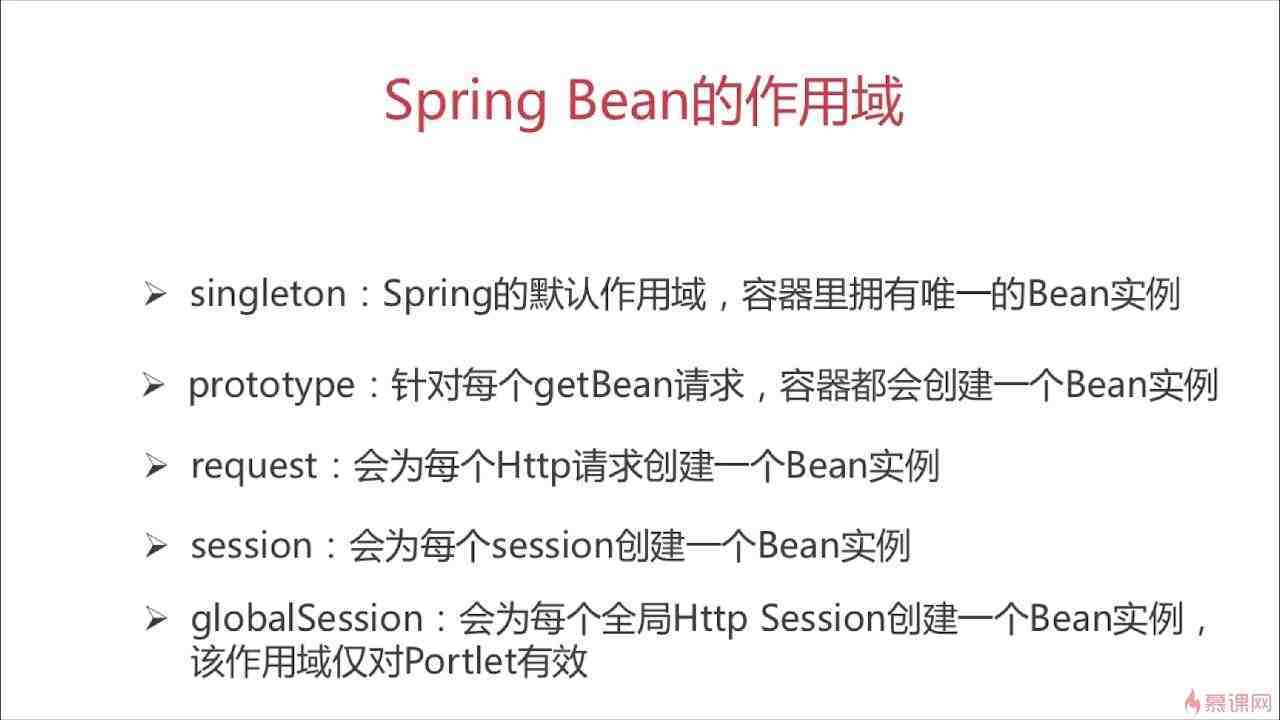 Spring Bean的作用域
➢ singleton：Spring的默认作用域，容器里拥有唯一的Bean实例
➢ prototype：针对每个getBean请求，容器都会创建一个Bean实例
➢ request：会为每个Http请求创建一个Bean实例
➢ session：会为每个session创建一个Bean实例
➢ globalSession：会为每个全局Http Session创建一个Bean实例，
该作用域仅对Portlet有效
慕课网